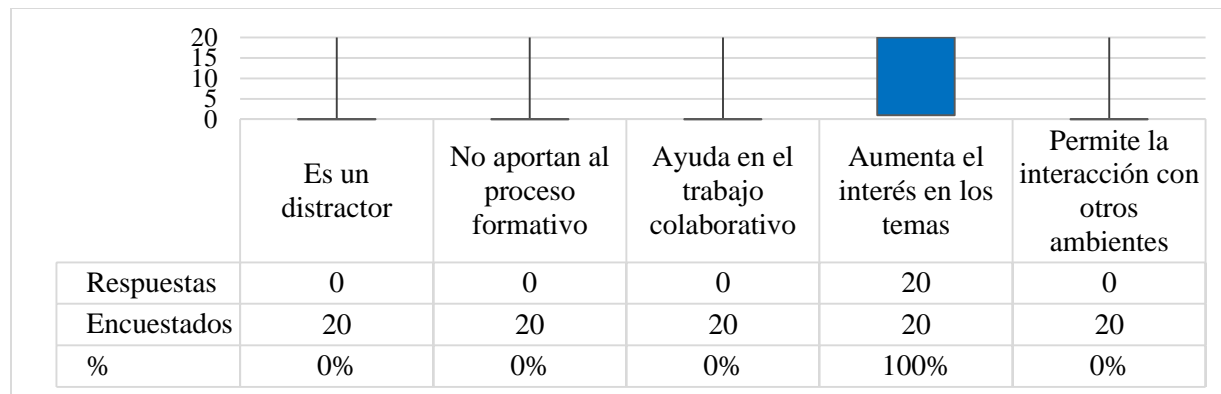 20
15
10
5
0
Es un
distractor
No aportan al
proceso
formativo
Ayuda en el
trabajo
colaborativo
Aumenta el
interés en los
temas
Permite la
interacción con
otros
ambientes
Respuestas 0 0 0 20 0
Encuestados 20 20 20 20 20
% 0% 0% 0% 100% 0%